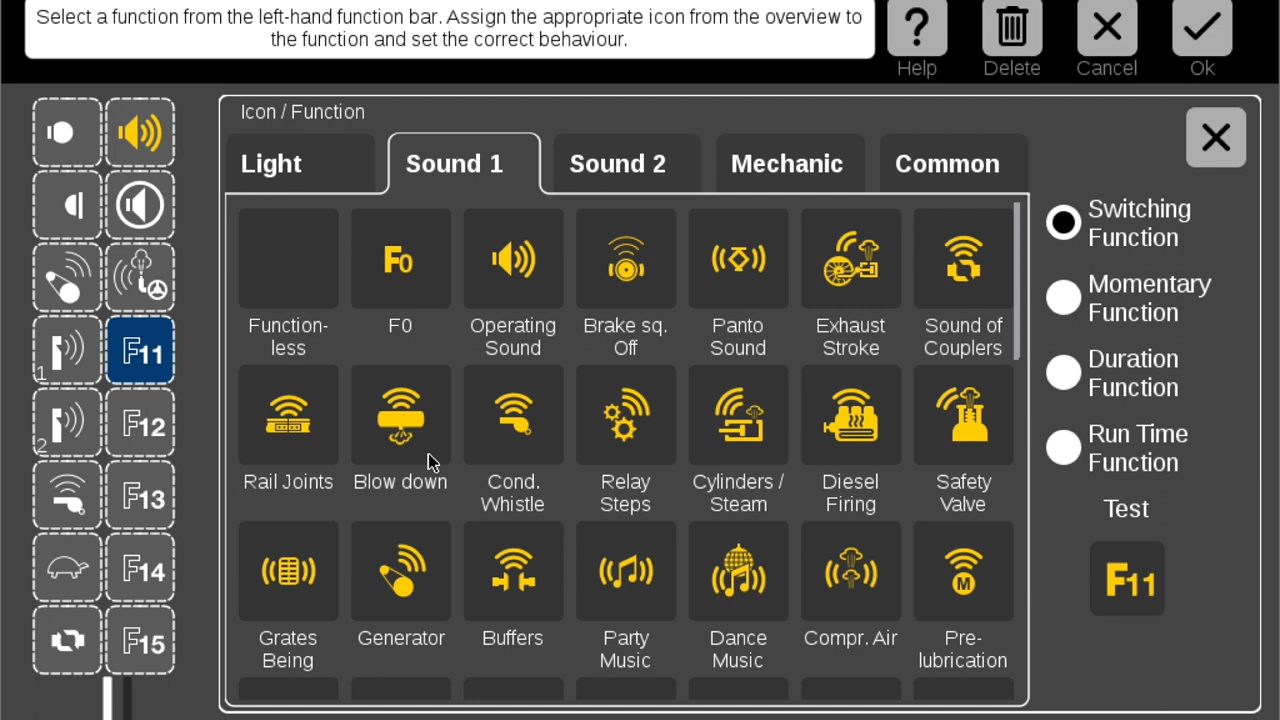 Select a function from the left-hand function bar. Assign the appropriate icon from the overview to
the function and set the correct behaviour.
Help
Delete
Cancel
Ok
Icon / Function
Light
Sound 1
Sound 2
Mechanic
Common
F0
Function-
less
F0
Operating
Sound
Brake sq.
Off
Panto
Sound
Exhaust
Stroke
Sound of
Couplers
Rail Joints
Blow down
Cond.
Whistle
Relay
Steps
Cylinders /
Steam
Diesel
Firing
Safety
Valve
M
Grates
Being
Generator
Buffers
Party
Music
Dance
Music
Compr. Air
Pre-
lubrication
Switching
Function
Momentary
Function
Duration
Function
Run Time
Function
Test
F11
1
F11
2
F12
F13
F14
F15